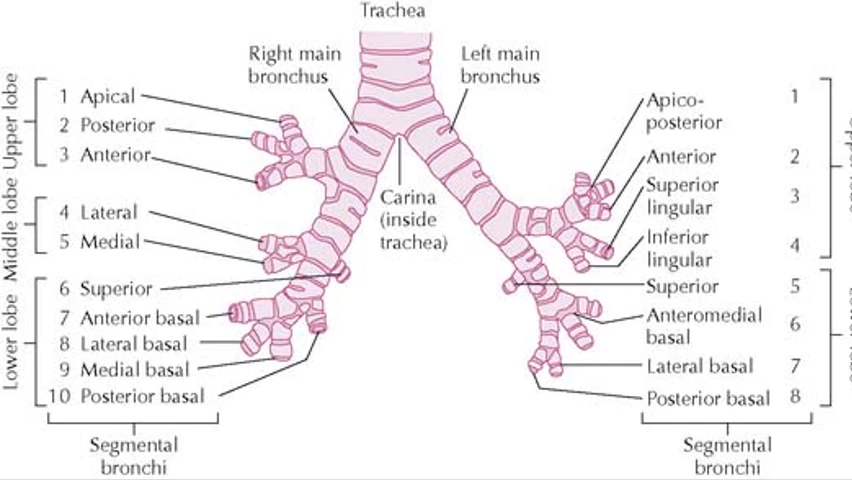 Trachea
Right main
bronchus
Left main
bronchus
Upper lobe
1 Apical
2 Posterior
3 Anterior
Middle lobe
4 Lateral
5 Medial
Lower lobe
6 Superior
7 Anterior basal
8 Lateral basal
9 Medial basal
10 Posterior basal
Segmental
bronchi
Carina
(inside
trachea)
Apico-
posterior
1
Anterior
2
Superior
lingular
3
Inferior
lingular
4
Superior
5
Anteromedial
basal
6
Lateral basal
7
Posterior basal
8
Segmental
bronchi